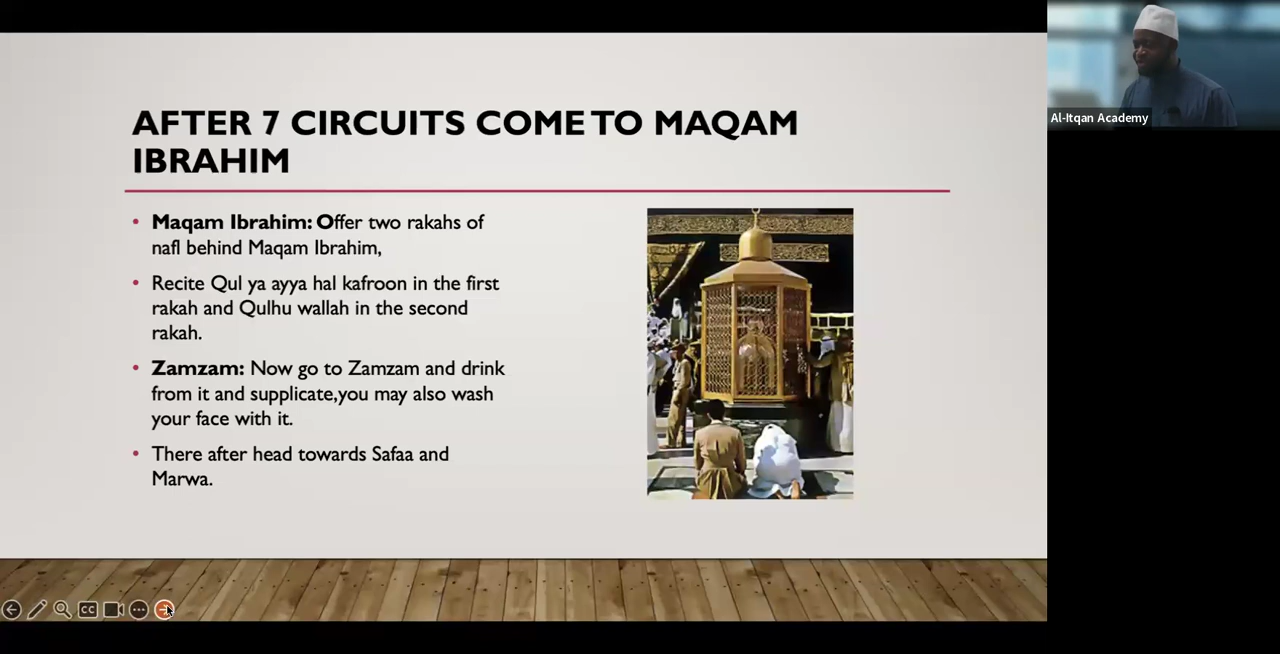 AFTER 7 CIRCUITS COME TO MAQAM
IBRAHIM
• Maqam Ibrahim: Offer two rakahs of
nafl behind Maqam Ibrahim,
• Recite Qul ya ayya hal kafroon in the first
rakah and Qulhu wallah in the second
rakah.
• Zamzam: Now go to Zamzam and drink
from it and supplicate,you may also wash
your face with it.
• There after head towards Safaa and
Marwa.
Al-Itqan Academy
CC